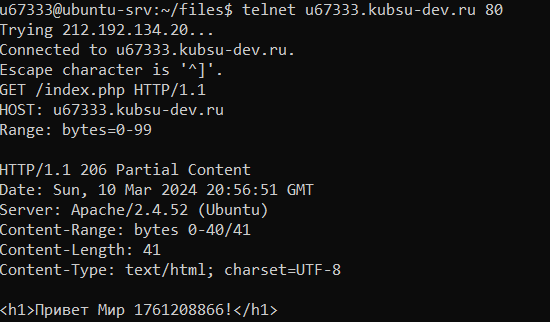 u67333@ubuntu-srv:~/files$ telnet u67333.kubsu-dev.ru 80
Trying 212.192.134.20...
Connected to u67333.kubsu-dev.ru.
Escape character is '^]'.
GET /index.php HTTP/1.1
HOST: u67333.kubsu-dev.ru
Range: bytes=0-99

HTTP/1.1 206 Partial Content
Date: Sun, 10 Mar 2024 20:56:51 GMT
Server: Apache/2.4.52 (Ubuntu)
Content-Range: bytes 0-40/41
Content-Length: 41
Content-Type: text/html; charset=UTF-8

<h1>Привет Мир 1761208866!</h1>